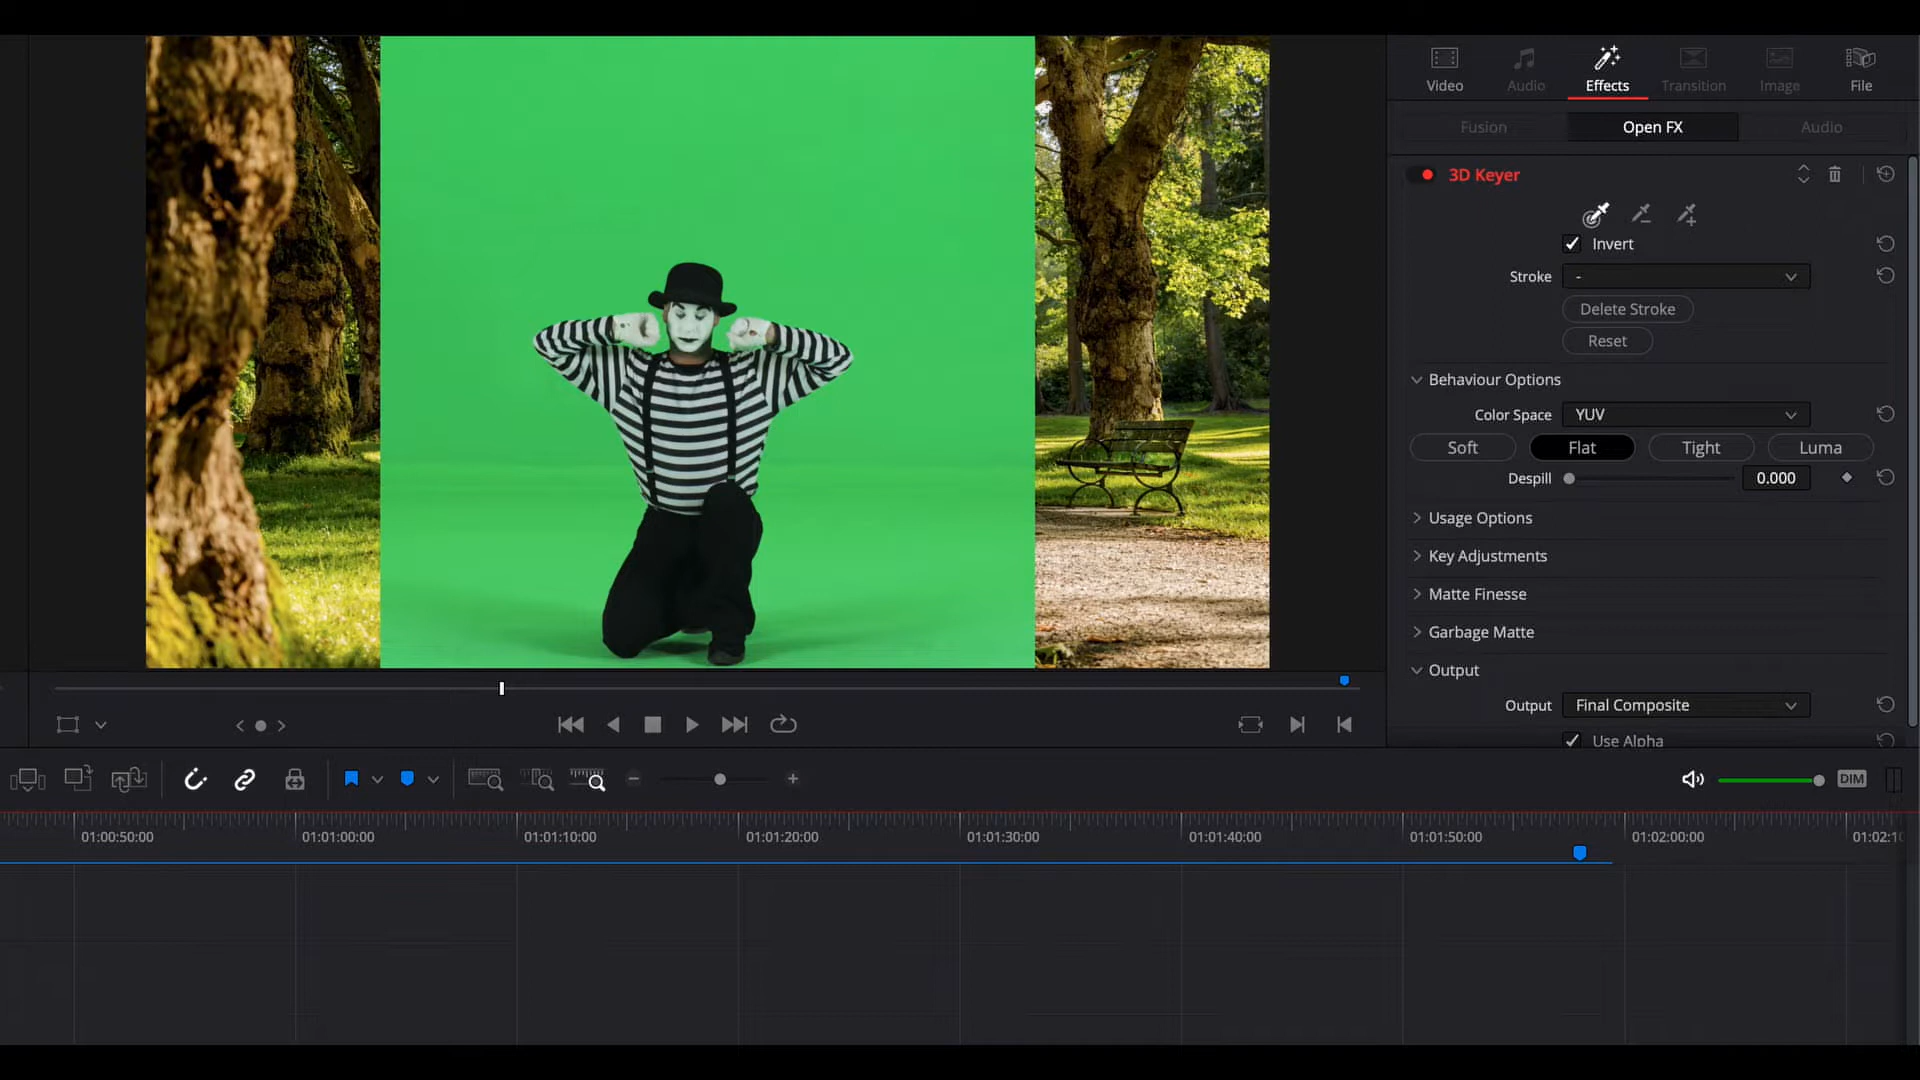 Video Audio Effects Transition Image File
Fusion Open FX Audio
3D Keyer
Invert
Stroke -
Delete Stroke
Reset
Behaviour Options
Color Space YUV
Soft Flat Tight Luma
Despill 0.000
Usage Options
Key Adjustments
Matte Finesse
Garbage Matte
Output
Output Final Composite
Use Alpha
DIM
01:00:50:00 01:01:00:00 01:01:10:00 01:01:20:00 01:01:30:00 01:01:40:00 01:01:50:00 01:02:00:00 01:02:10